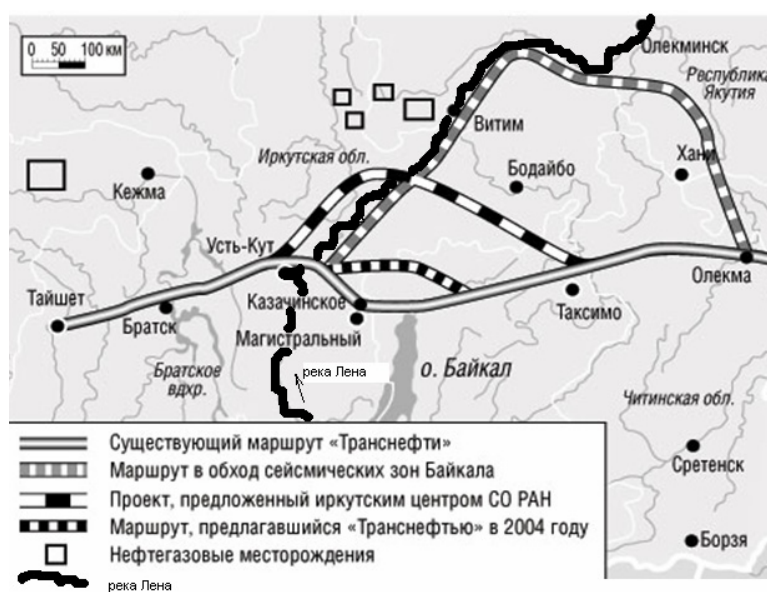 0 50 100 км
Олекминск
Республика
Якутия
Витим
Иркутская обл.
Бодайбо
Хани
Кежма
Усть-Кут
Олекма
Тайшет
Казачинское
Таксимо
Братск
Магистральный
Братское
вдхр.
река Лена
о. Байкал
Читинская обл.
Сретенск
Борзя
Существующий маршрут «Транснефти»
Маршрут в обход сейсмических зон Байкала
Проект, предложенный иркутским центром СО РАН
Маршрут, предлагавшийся «Транснефтью» в 2004 году
Нефтегазовые месторождения
река Лена